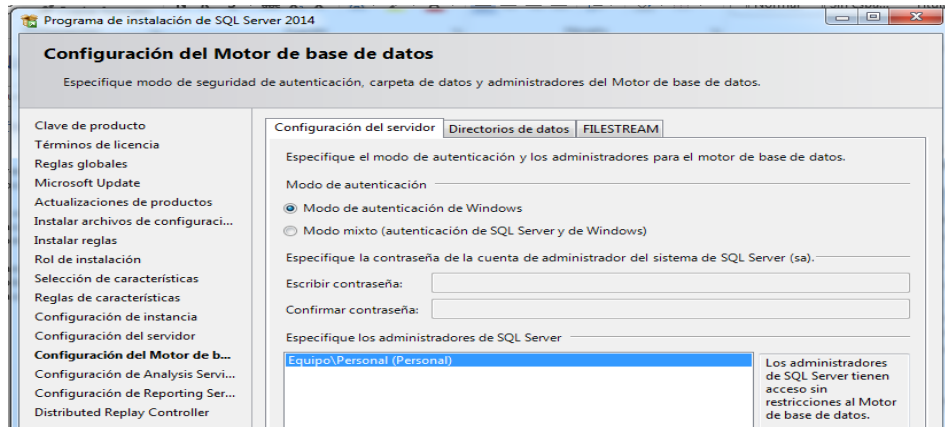 Programa de instalación de SQL Server 2014
Configuración del Motor de base de datos
Especifique modo de seguridad de autenticación, carpeta de datos y administradores del Motor de base de datos.
Clave de producto
Términos de licencia
Reglas globales
Microsoft Update
Actualizaciones de productos
Instalar archivos de configuraci...
Instalar reglas
Rol de instalación
Selección de características
Reglas de características
Configuración de instancia
Configuración del servidor
Configuración del Motor de b...
Configuración de Analysis Servi...
Configuración de Reporting Ser...
Distributed Replay Controller
Configuración del servidor Directorios de datos FILESTREAM
Especifique el modo de autenticación y los administradores para el motor de base de datos.
Modo de autenticación
Modo de autenticación de Windows
Modo mixto (autenticación de SQL Server y de Windows)
Especifique la contraseña de la cuenta de administrador del sistema de SQL Server (sa).
Escribir contraseña:
Confirmar contraseña:
Especifique los administradores de SQL Server
Equipo\Personal (Personal)
Los administradores
de SQL Server tienen
acceso sin
restricciones al Motor
de base de datos.